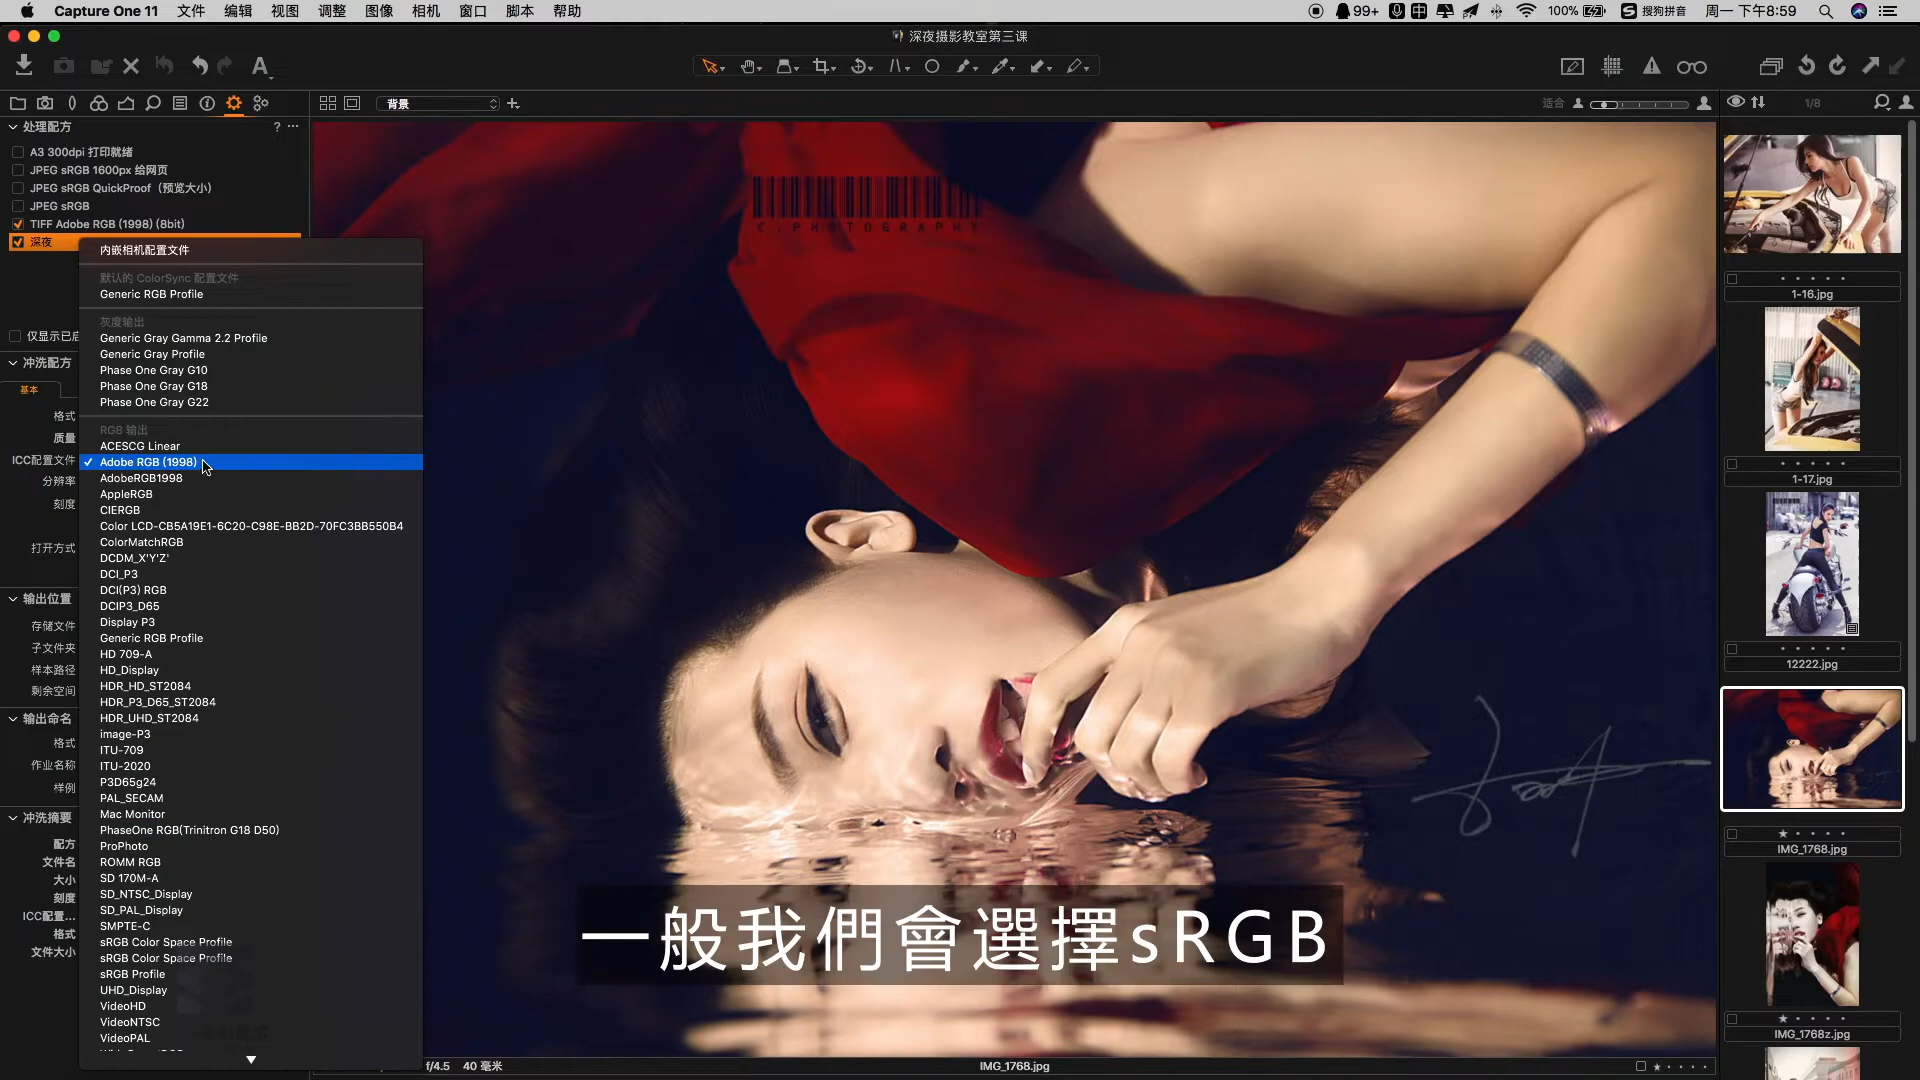 Capture One 11 文件 编辑 视图 调整 图像 相机 窗口 脚本 帮助
99+ 中 100% S 搜狗拼音 周一 下午8:59
深夜摄影教室第三课
A
背景
适合
1/8
处理配方
? ···
A3 300dpi 打印就绪
JPEG sRGB 1600px 给网页
JPEG sRGB QuickProof（预览大小）
JPEG sRGB
TIFF Adobe RGB (1998) (8bit)
深夜
仅显示已启
冲洗配方
基本
格式
质量
ICC配置文件
分辨率
刻度
打开方式
输出位置
存储文件
子文件夹
样本路径
剩余空间
输出命名
格式
作业名称
样例
冲洗摘要
配方
文件名
大小
刻度
ICC配置...
格式
文件大小
内嵌相机配置文件
默认的 ColorSync 配置文件
Generic RGB Profile
灰度输出
Generic Gray Gamma 2.2 Profile
Generic Gray Profile
Phase One Gray G10
Phase One Gray G18
Phase One Gray G22
RGB 输出
ACESCG Linear
Adobe RGB (1998)
AdobeRGB1998
AppleRGB
CIERGB
Color LCD-CB5A19E1-6C20-C98E-BB2D-70FC3BB550B4
ColorMatchRGB
DCDM_X'Y'Z'
DCI_P3
DCI(P3) RGB
DCIP3_D65
Display P3
Generic RGB Profile
HD 709-A
HD_Display
HDR_HD_ST2084
HDR_P3_D65_ST2084
HDR_UHD_ST2084
image-P3
ITU-709
ITU-2020
P3D65g24
PAL_SECAM
Mac Monitor
PhaseOne RGB(Trinitron G18 D50)
ProPhoto
ROMM RGB
SD 170M-A
SD_NTSC_Display
SD_PAL_Display
SMPTE-C
sRGB Color Space Profile
sRGB Color Space Profile
sRGB Profile
UHD_Display
VideoHD
VideoNTSC
VideoPAL
C.PHOTOGRAPHY
一般我們會選擇sRGB
f/4.5 40 毫米
IMG_1768.jpg
1-16.jpg
1-17.jpg
12222.jpg
IMG_1768.jpg
IMG_1768z.jpg